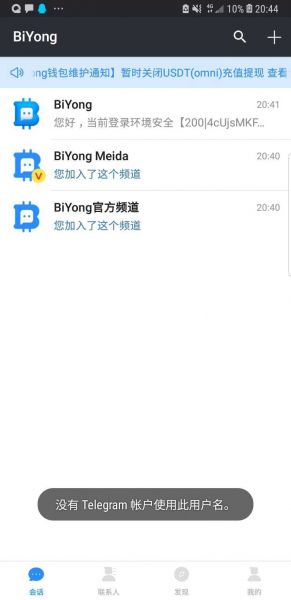 10% 20:44
BiYong
ong钱包维护通知】暂时关闭USDT(omni)充值提现 查看
BiYong 20:41
您好，当前登录环境安全【200|4cUjsMKF...
BiYong Meida 20:40
您加入了这个频道
BiYong官方频道 20:40
您加入了这个频道
没有 Telegram 帐户使用此用户名。
会话 联系人 发现 我的